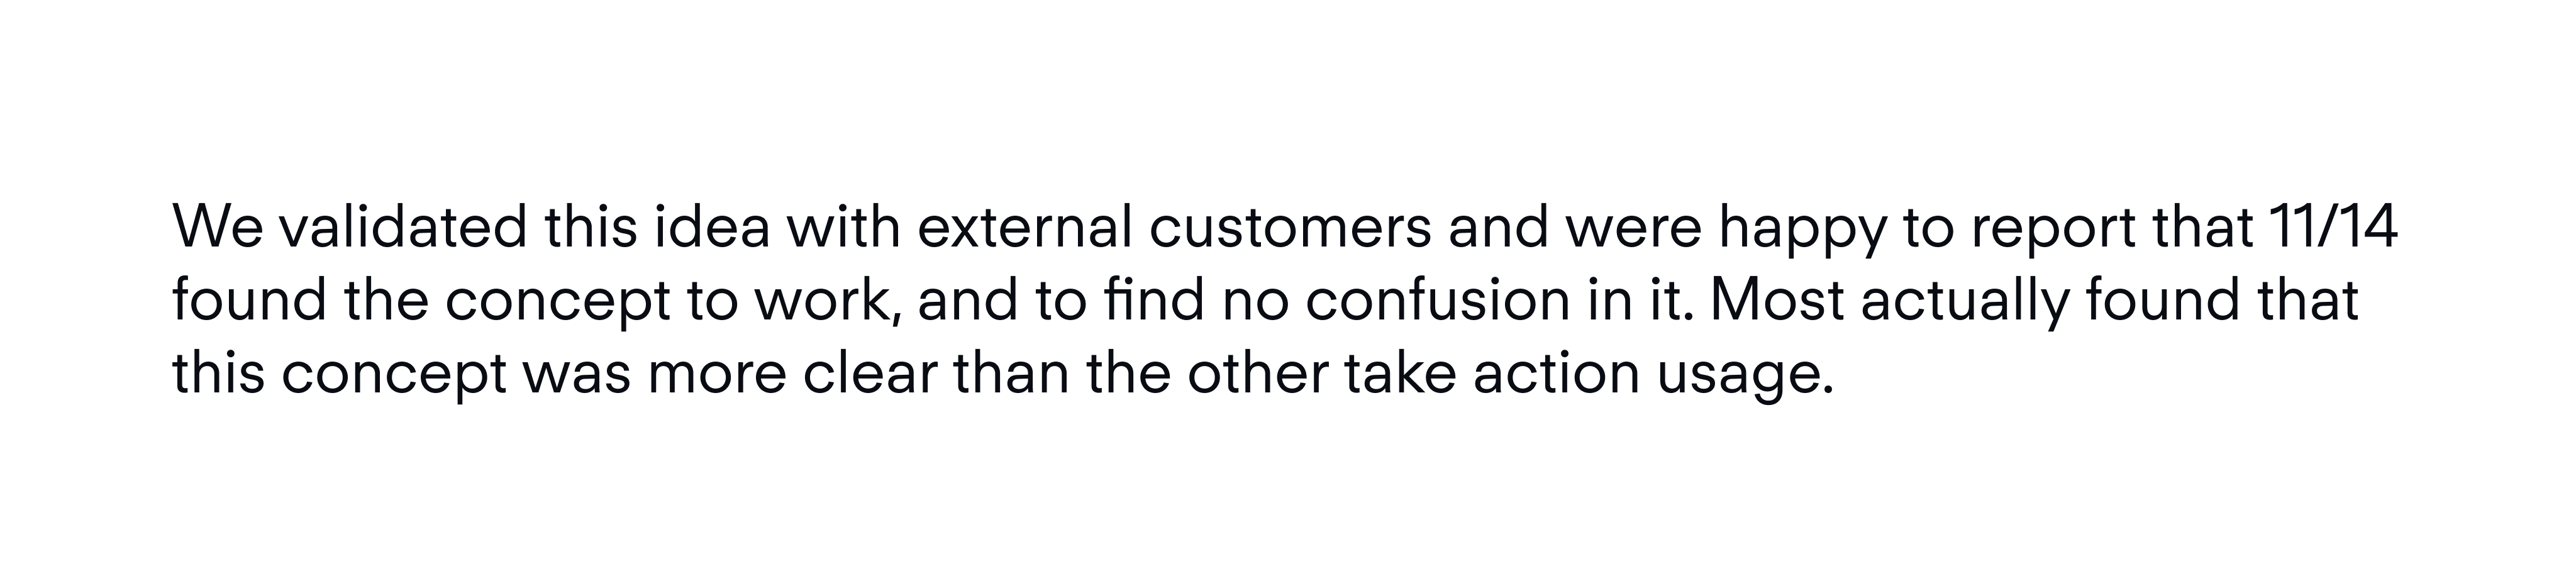 We validated this idea with external customers and were happy to report that 11/14
found the concept to work, and to find no confusion in it. Most actually found that
this concept was more clear than the other take action usage.